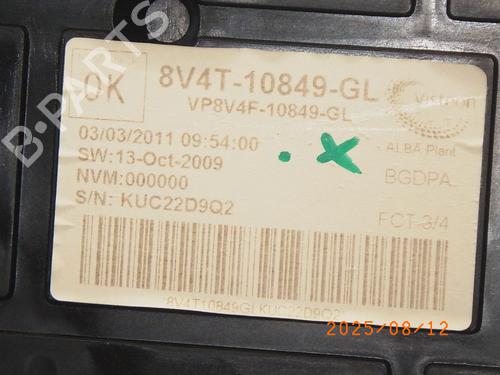 OK
8V4T-10849-GL
VP8V4F-10849-GL
Visteon
03/03/2011 09:54:00
ALBA Plant
SW:13-Oct-2009
BGDPA
NVM:000000
S/N: KUC22D9Q2
FCT 3/4
*8V4T10849GLKUC22D9Q2*
2025/08/12
B-PARTS